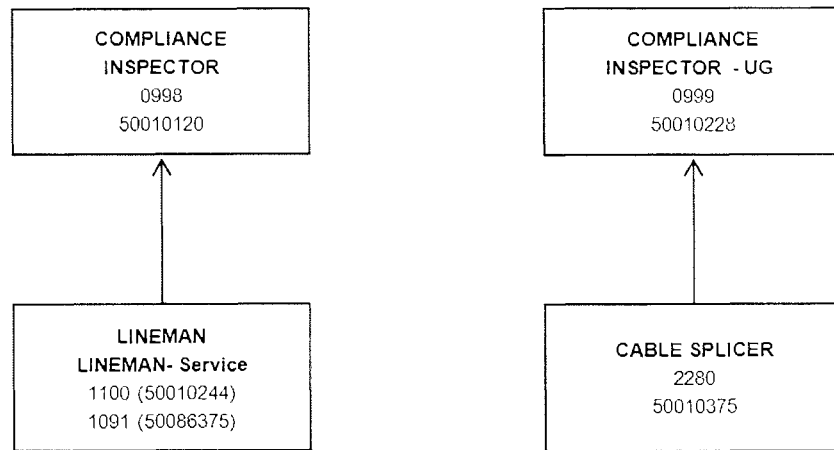 COMPLIANCE
INSPECTOR
0998
50010120
COMPLIANCE
INSPECTOR - UG
0999
50010228
LINEMAN
LINEMAN- Service
1100 (50010244)
1091 (50086375)
CABLE SPLICER
2280
50010375